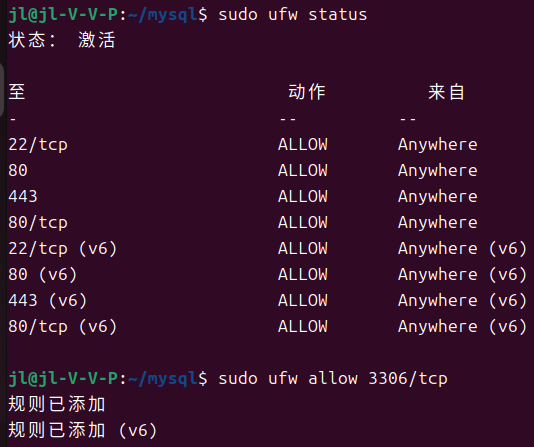 jl@jl-V-V-P:~/mysql$ sudo ufw status
状态： 激活
至 动作 来自
- -- --
22/tcp ALLOW Anywhere
80 ALLOW Anywhere
443 ALLOW Anywhere
80/tcp ALLOW Anywhere
22/tcp (v6) ALLOW Anywhere (v6)
80 (v6) ALLOW Anywhere (v6)
443 (v6) ALLOW Anywhere (v6)
80/tcp (v6) ALLOW Anywhere (v6)
jl@jl-V-V-P:~/mysql$ sudo ufw allow 3306/tcp
规则已添加
规则已添加 (v6)